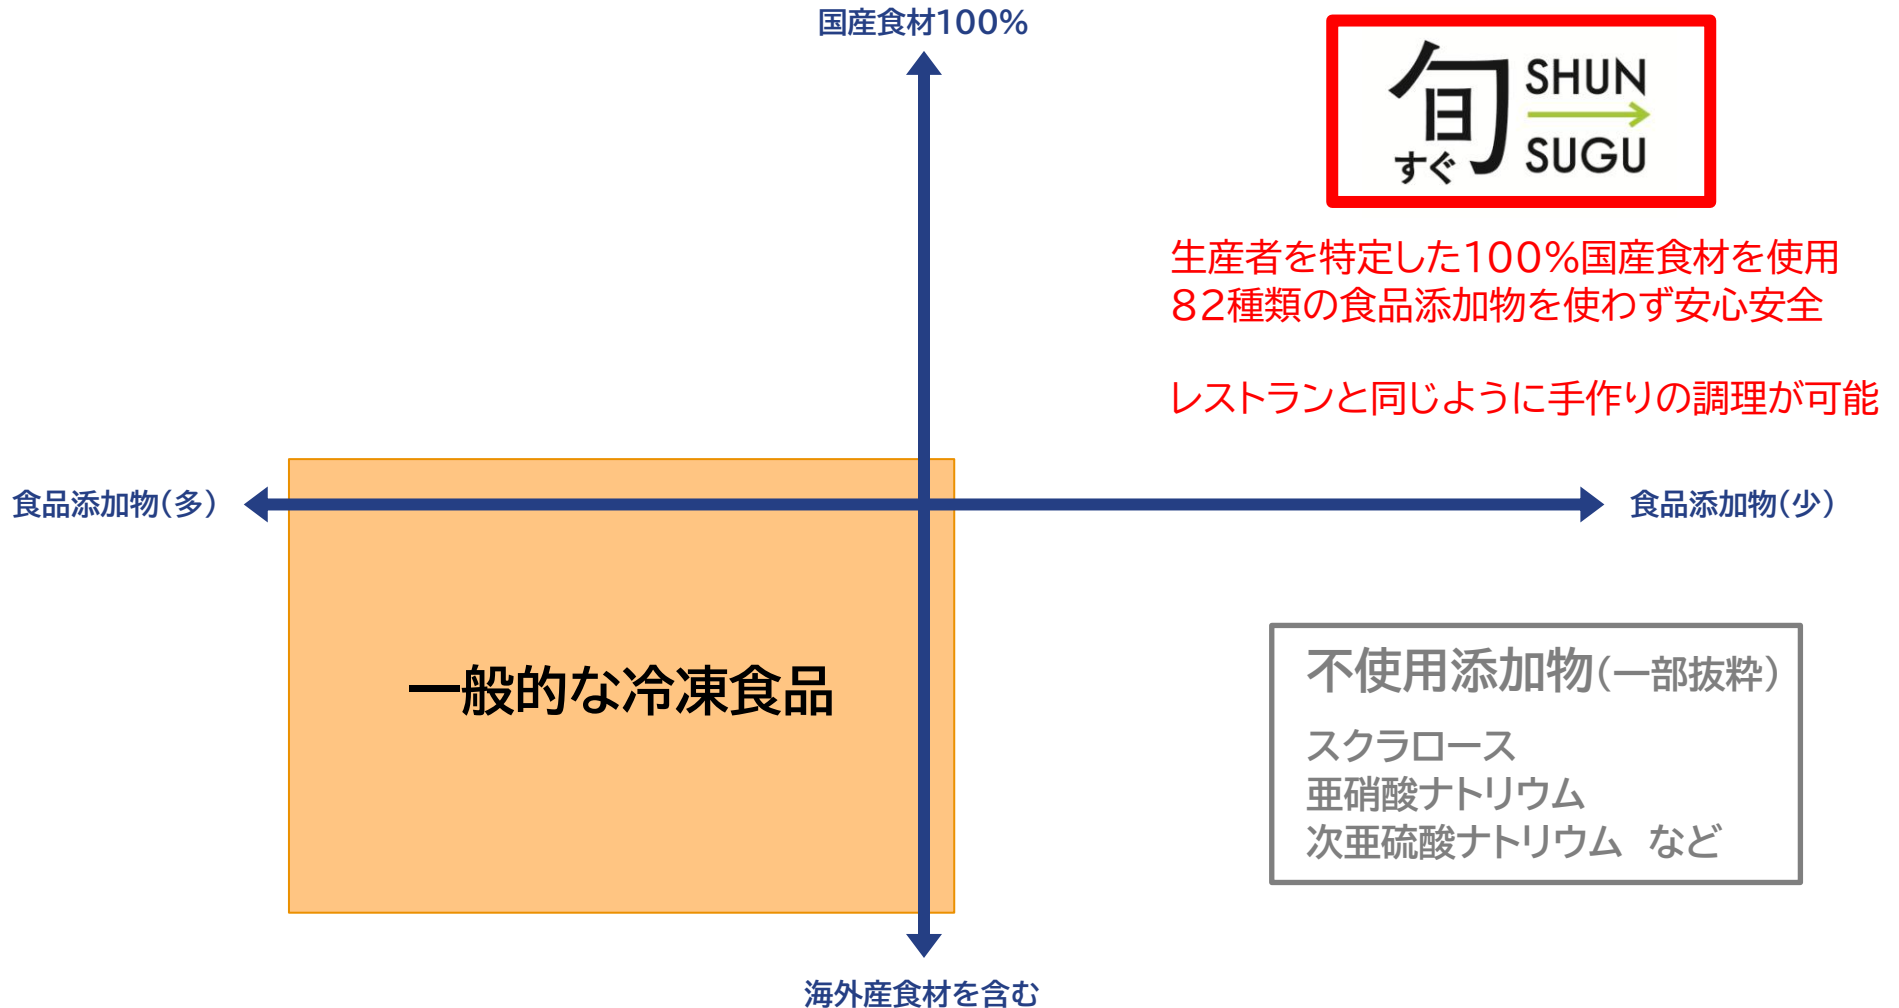 国産食材100%
旬
すぐ
SHUN
SUGU
生産者を特定した100%国産食材を使用
82種類の食品添加物を使わず安心安全
レストランと同じように手作りの調理が可能
食品添加物(多)
食品添加物(少)
一般的な冷凍食品
不使用添加物(一部抜粋)
スクラロース
亜硝酸ナトリウム
次亜硫酸ナトリウム など
海外産食材を含む